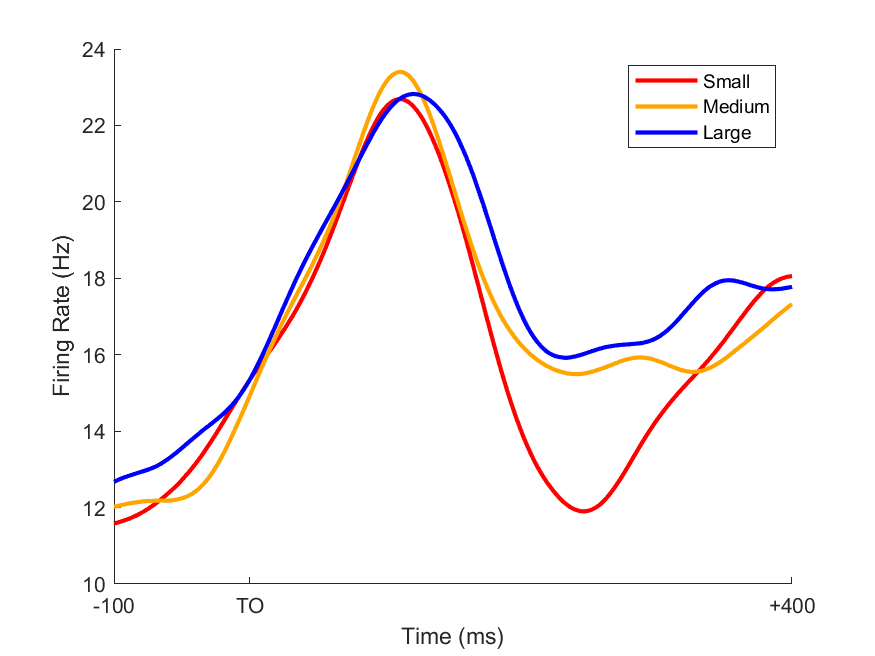 24
22
20
18
16
14
12
10
Firing Rate (Hz)
Small
Medium
Large
-100
TO
+400
Time (ms)